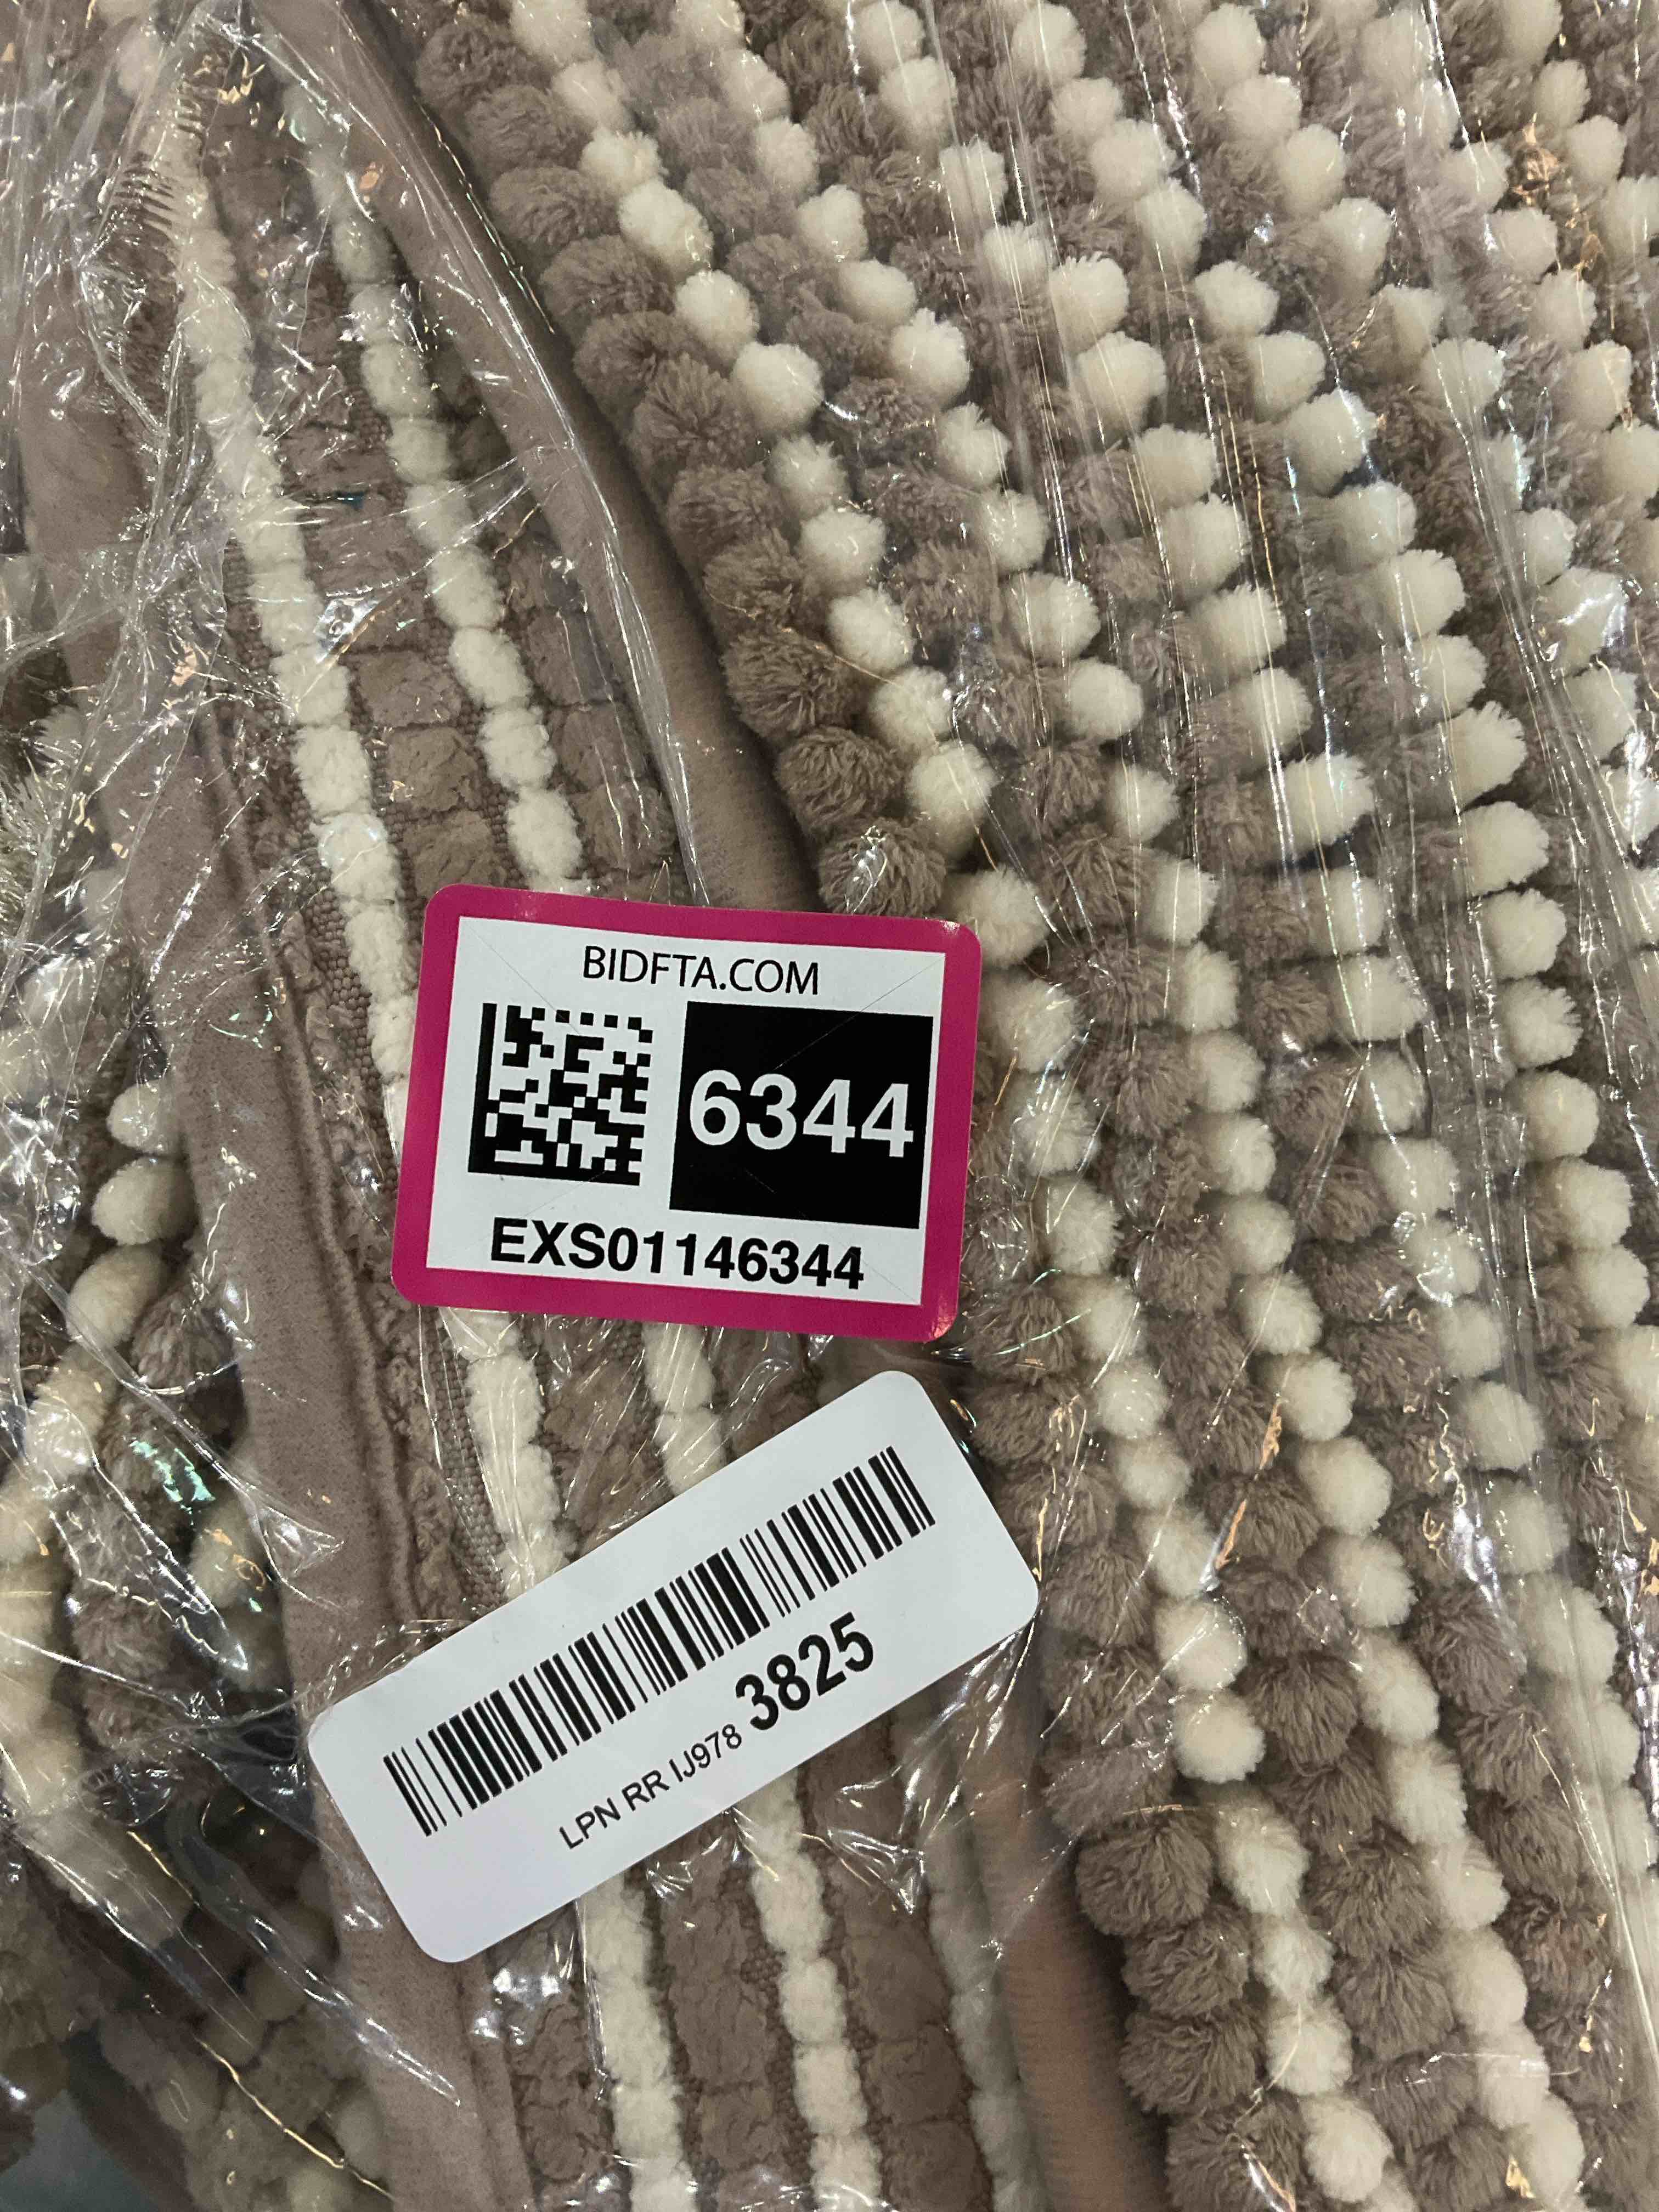 BIDFTA.COM
6344
EXS01146344
LPN RR IJ978 3825